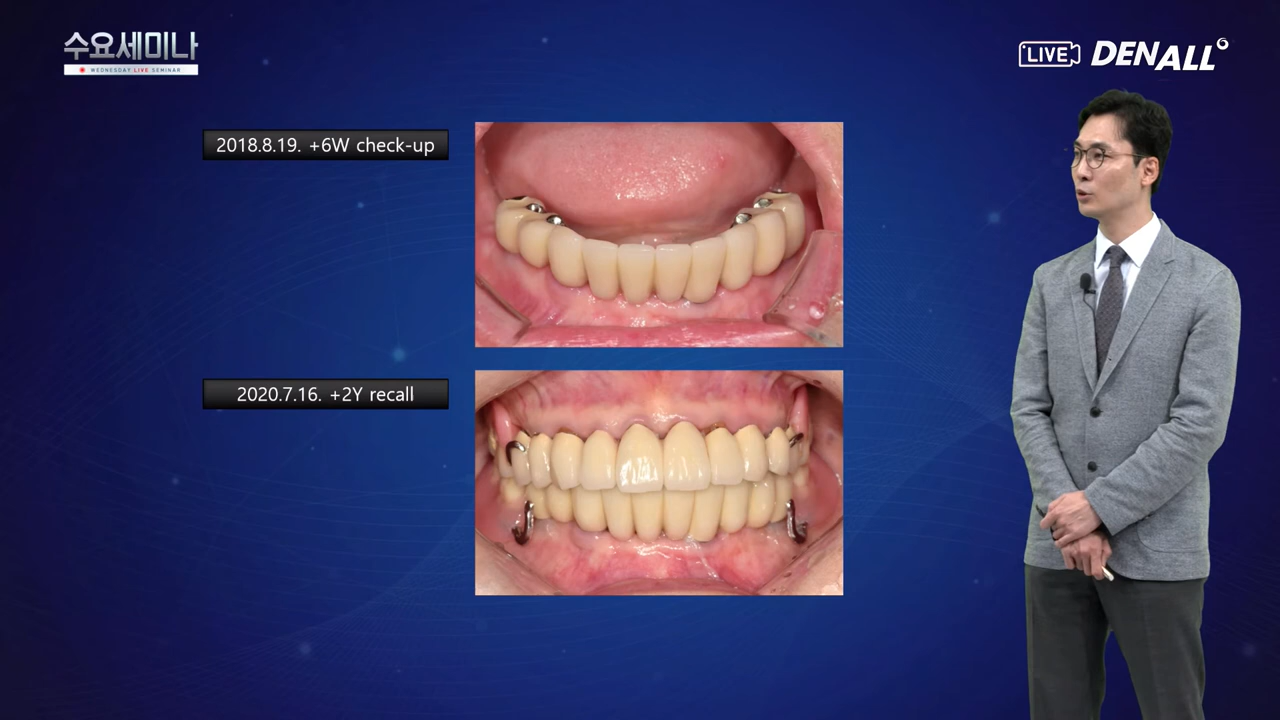 수요세미나
WEDNESDAY LIVE SEMINAR
LIVE DENALL
2018.8.19. +6W check-up
2020.7.16. +2Y recall